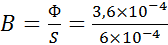 B = Φ/S = 3,6×10⁻⁴/6×10⁻⁴